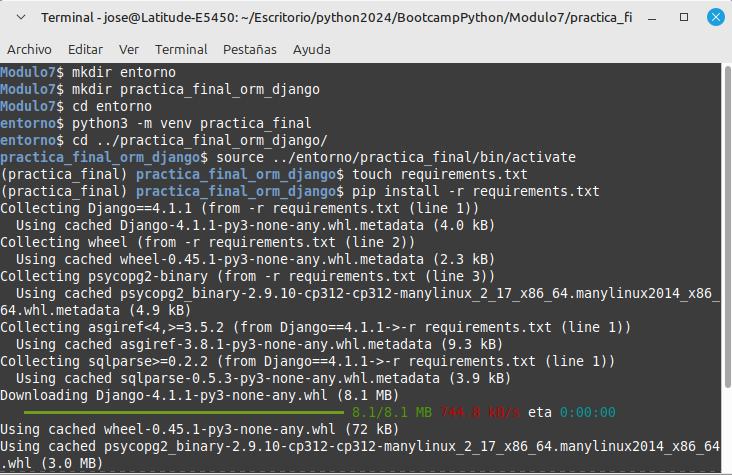 Terminal - jose@Latitude-E5450: ~/Escritorio/python2024/BootcampPython/Modulo7/practica_fi
Archivo Editar Ver Terminal Pestañas Ayuda
Modulo7$ mkdir entorno
Modulo7$ mkdir practica_final_orm_django
Modulo7$ cd entorno
entorno$ python3 -m venv practica_final
entorno$ cd ../practica_final_orm_django/
practica_final_orm_django$ source ../entorno/practica_final/bin/activate
(practica_final) practica_final_orm_django$ touch requirements.txt
(practica_final) practica_final_orm_django$ pip install -r requirements.txt
Collecting Django==4.1.1 (from -r requirements.txt (line 1))
  Using cached Django-4.1.1-py3-none-any.whl.metadata (4.0 kB)
Collecting wheel (from -r requirements.txt (line 2))
  Using cached wheel-0.45.1-py3-none-any.whl.metadata (2.3 kB)
Collecting psycopg2-binary (from -r requirements.txt (line 3))
  Using cached psycopg2_binary-2.9.10-cp312-cp312-manylinux_2_17_x86_64.manylinux2014_x86_
64.whl.metadata (4.9 kB)
Collecting asgiref<4,>=3.5.2 (from Django==4.1.1->-r requirements.txt (line 1))
  Using cached asgiref-3.8.1-py3-none-any.whl.metadata (9.3 kB)
Collecting sqlparse>=0.2.2 (from Django==4.1.1->-r requirements.txt (line 1))
  Using cached sqlparse-0.5.3-py3-none-any.whl.metadata (3.9 kB)
Downloading Django-4.1.1-py3-none-any.whl (8.1 MB)
8.1/8.1 MB 744.8 kB/s eta 0:00:00
Using cached wheel-0.45.1-py3-none-any.whl (72 kB)
Using cached psycopg2_binary-2.9.10-cp312-cp312-manylinux_2_17_x86_64.manylinux2014_x86_64
.whl (3.0 MB)